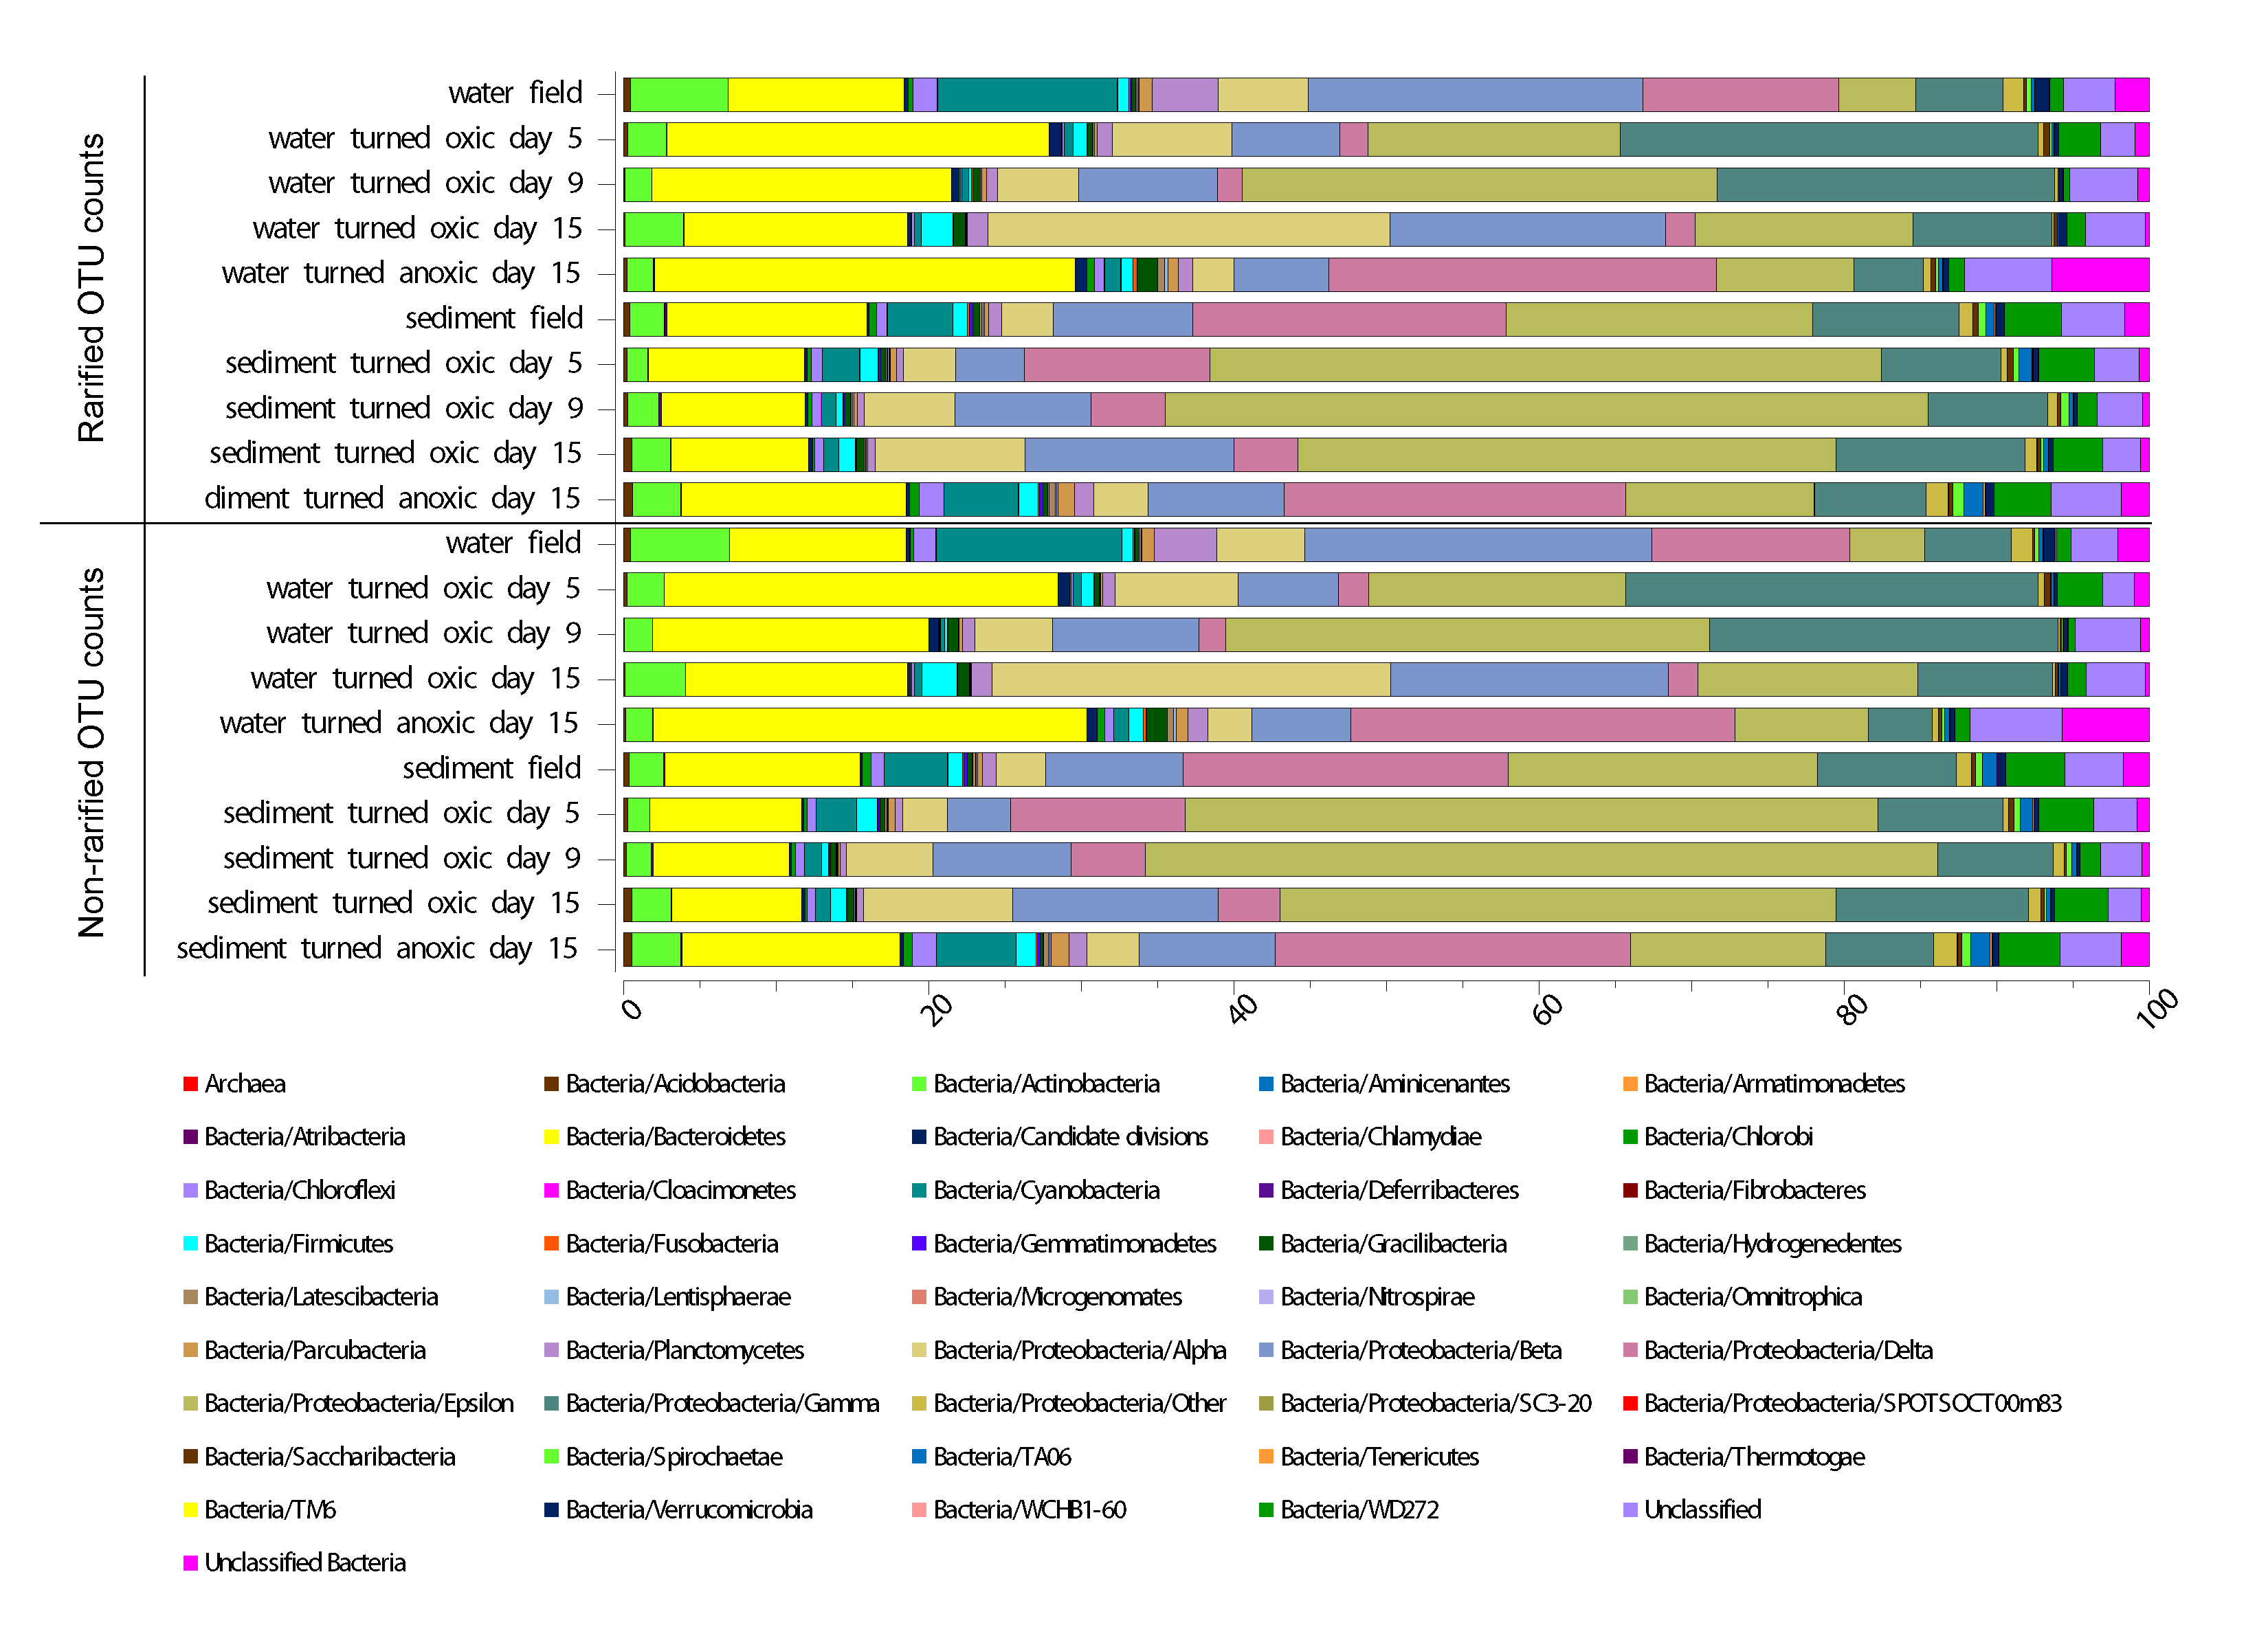 Rarified OTU counts
water field
water turned oxic day 5
water turned oxic day 9
water turned oxic day 15
water turned anoxic day 15
sediment field
sediment turned oxic day 5
sediment turned oxic day 9
sediment turned oxic day 15
diment turned anoxic day 15
Non-rarified OTU counts
water field
water turned oxic day 5
water turned oxic day 9
water turned oxic day 15
water turned anoxic day 15
sediment field
sediment turned oxic day 5
sediment turned oxic day 9
sediment turned oxic day 15
sediment turned anoxic day 15
0 20 40 60 80 100
Archaea Bacteria/Acidobacteria Bacteria/Actinobacteria Bacteria/Aminicenantes Bacteria/Armatimonadetes
Bacteria/Atribacteria Bacteria/Bacteroidetes Bacteria/Candidate divisions Bacteria/Chlamydiae Bacteria/Chlorobi
Bacteria/Chloroflexi Bacteria/Cloacimonetes Bacteria/Cyanobacteria Bacteria/Deferribacteres Bacteria/Fibrobacteres
Bacteria/Firmicutes Bacteria/Fusobacteria Bacteria/Gemmatimonadetes Bacteria/Gracilibacteria Bacteria/Hydrogenedentes
Bacteria/Latescibacteria Bacteria/Lentisphaerae Bacteria/Microgenomates Bacteria/Nitrospirae Bacteria/Omnitrophica
Bacteria/Parcubacteria Bacteria/Planctomycetes Bacteria/Proteobacteria/Alpha Bacteria/Proteobacteria/Beta Bacteria/Proteobacteria/Delta
Bacteria/Proteobacteria/Epsilon Bacteria/Proteobacteria/Gamma Bacteria/Proteobacteria/Other Bacteria/Proteobacteria/SC3-20 Bacteria/Proteobacteria/SPOTSOCT00m83
Bacteria/Saccharibacteria Bacteria/Spirochaetae Bacteria/TA06 Bacteria/Tenericutes Bacteria/Thermotogae
Bacteria/TM6 Bacteria/Verrucomicrobia Bacteria/WCHB1-60 Bacteria/WD272 Unclassified
Unclassified Bacteria